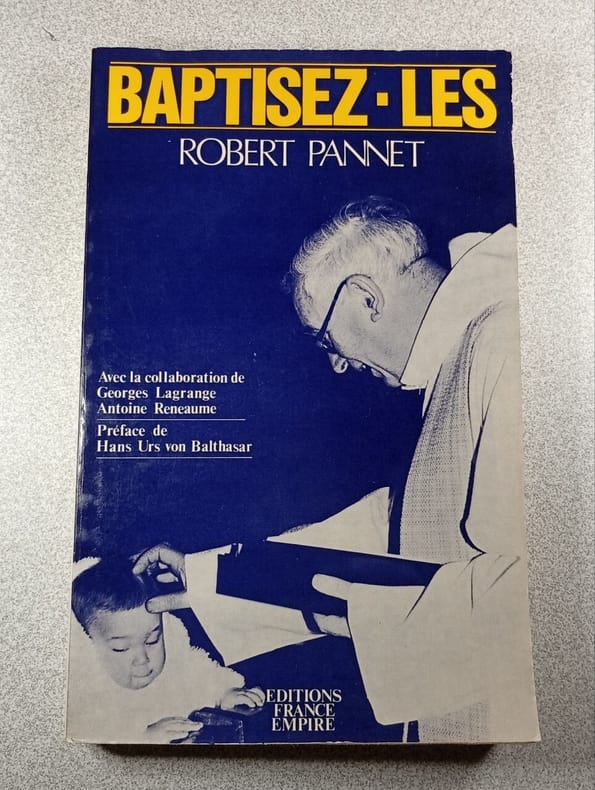 BAPTISEZ·LES
ROBERT PANNET
Avec la collaboration de
Georges Lagrange
Antoine Reneaume
Préface de
Hans Urs von Balthasar
EDITIONS
FRANCE
EMPIRE